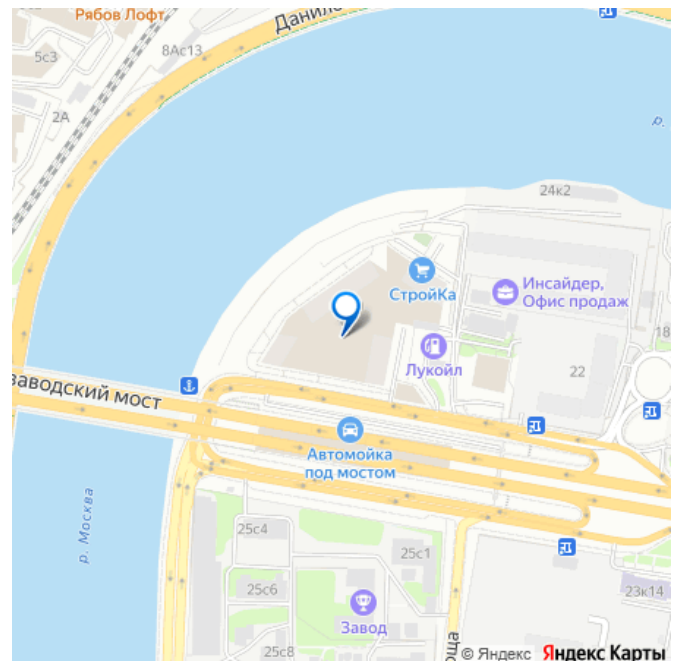 Рябов Лофт
5с3
8Ас13
Данило
2А
р.
24к2
СтройКа
Инсайдер,
Офис продаж
Лукойл
18
22
заводский мост
Автомойка
под мостом
р. Москва
25с4
25с1
25с6
Завод
23к14
25с8
оща
© Яндекс Яндекс Карты